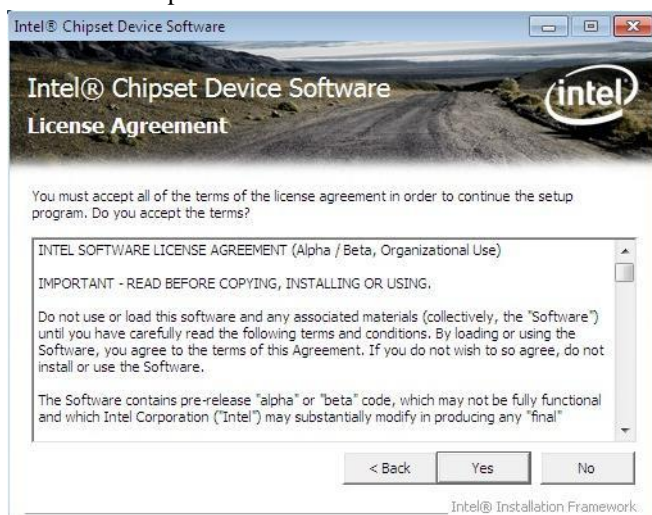 Intel® Chipset Device Software
Intel® Chipset Device Software
intel
License Agreement
You must accept all of the terms of the license agreement in order to continue the setup
program. Do you accept the terms?
INTEL SOFTWARE LICENSE AGREEMENT (Alpha / Beta, Organizational Use)
IMPORTANT - READ BEFORE COPYING, INSTALLING OR USING.
Do not use or load this software and any associated materials (collectively, the "Software")
until you have carefully read the following terms and conditions. By loading or using the
Software, you agree to the terms of this Agreement. If you do not wish to so agree, do not
install or use the Software.
The Software contains pre-release "alpha" or "beta" code, which may not be fully functional
and which Intel Corporation ("Intel") may substantially modify in producing any "final"
< Back Yes No
Intel® Installation Framework